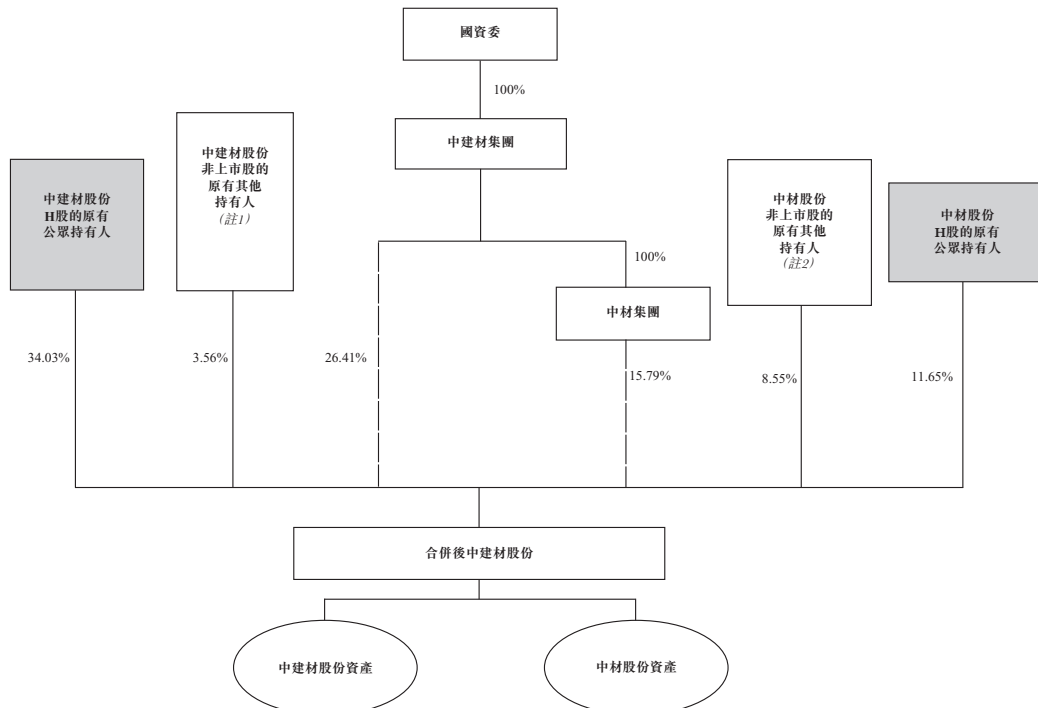 國資委
100%
中建材集團
中建材股份
非上市股的
原有其他
持有人
(註1)
中建材股份
H股的原有
公眾持有人
中材股份
非上市股的
原有其他
持有人
(註2)
中材股份
H股的原有
公眾持有人
100%
中材集團
34.03%
3.56%
26.41%
15.79%
8.55%
11.65%
合併後中建材股份
中建材股份資產
中材股份資產